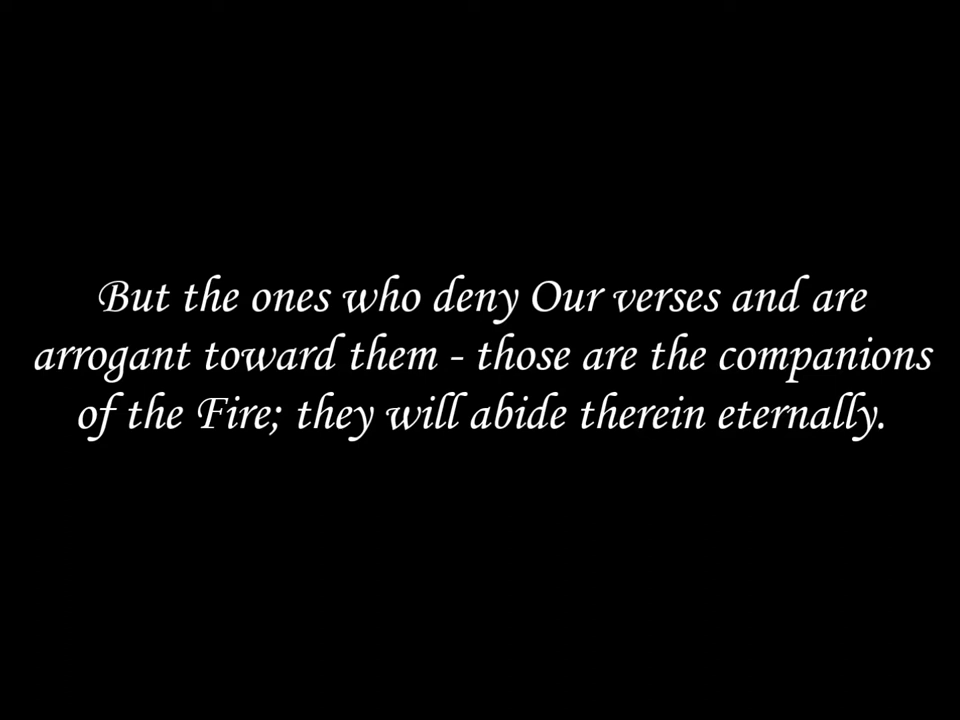 But the ones who deny Our verses and are
arrogant toward them - those are the companions
of the Fire; they will abide therein eternally.